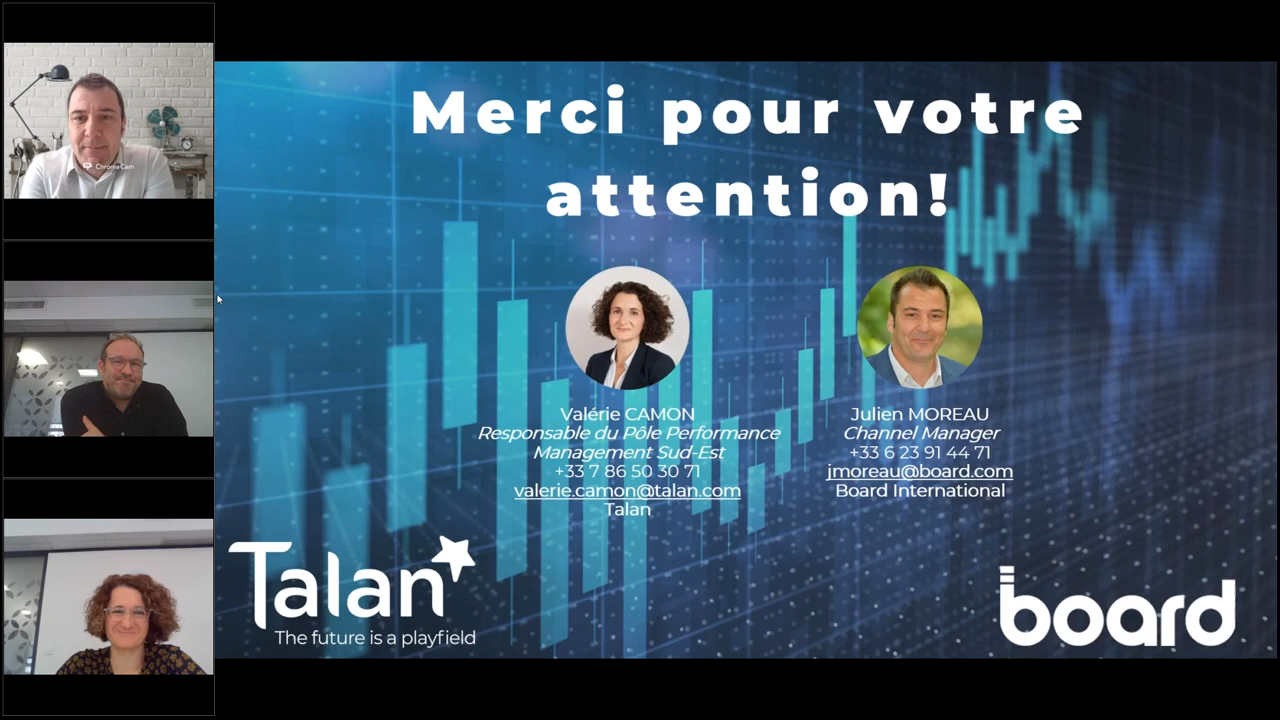 Chroma Cam
Merci pour votre
attention!
Valérie CAMON
Responsable du Pôle Performance
Management Sud-Est
+33 7 86 50 30 71
valerie.camon@talan.com
Talan
Julien MOREAU
Channel Manager
+33 6 23 91 44 71
jmoreau@board.com
Board International
Talan
The future is a playfield
board